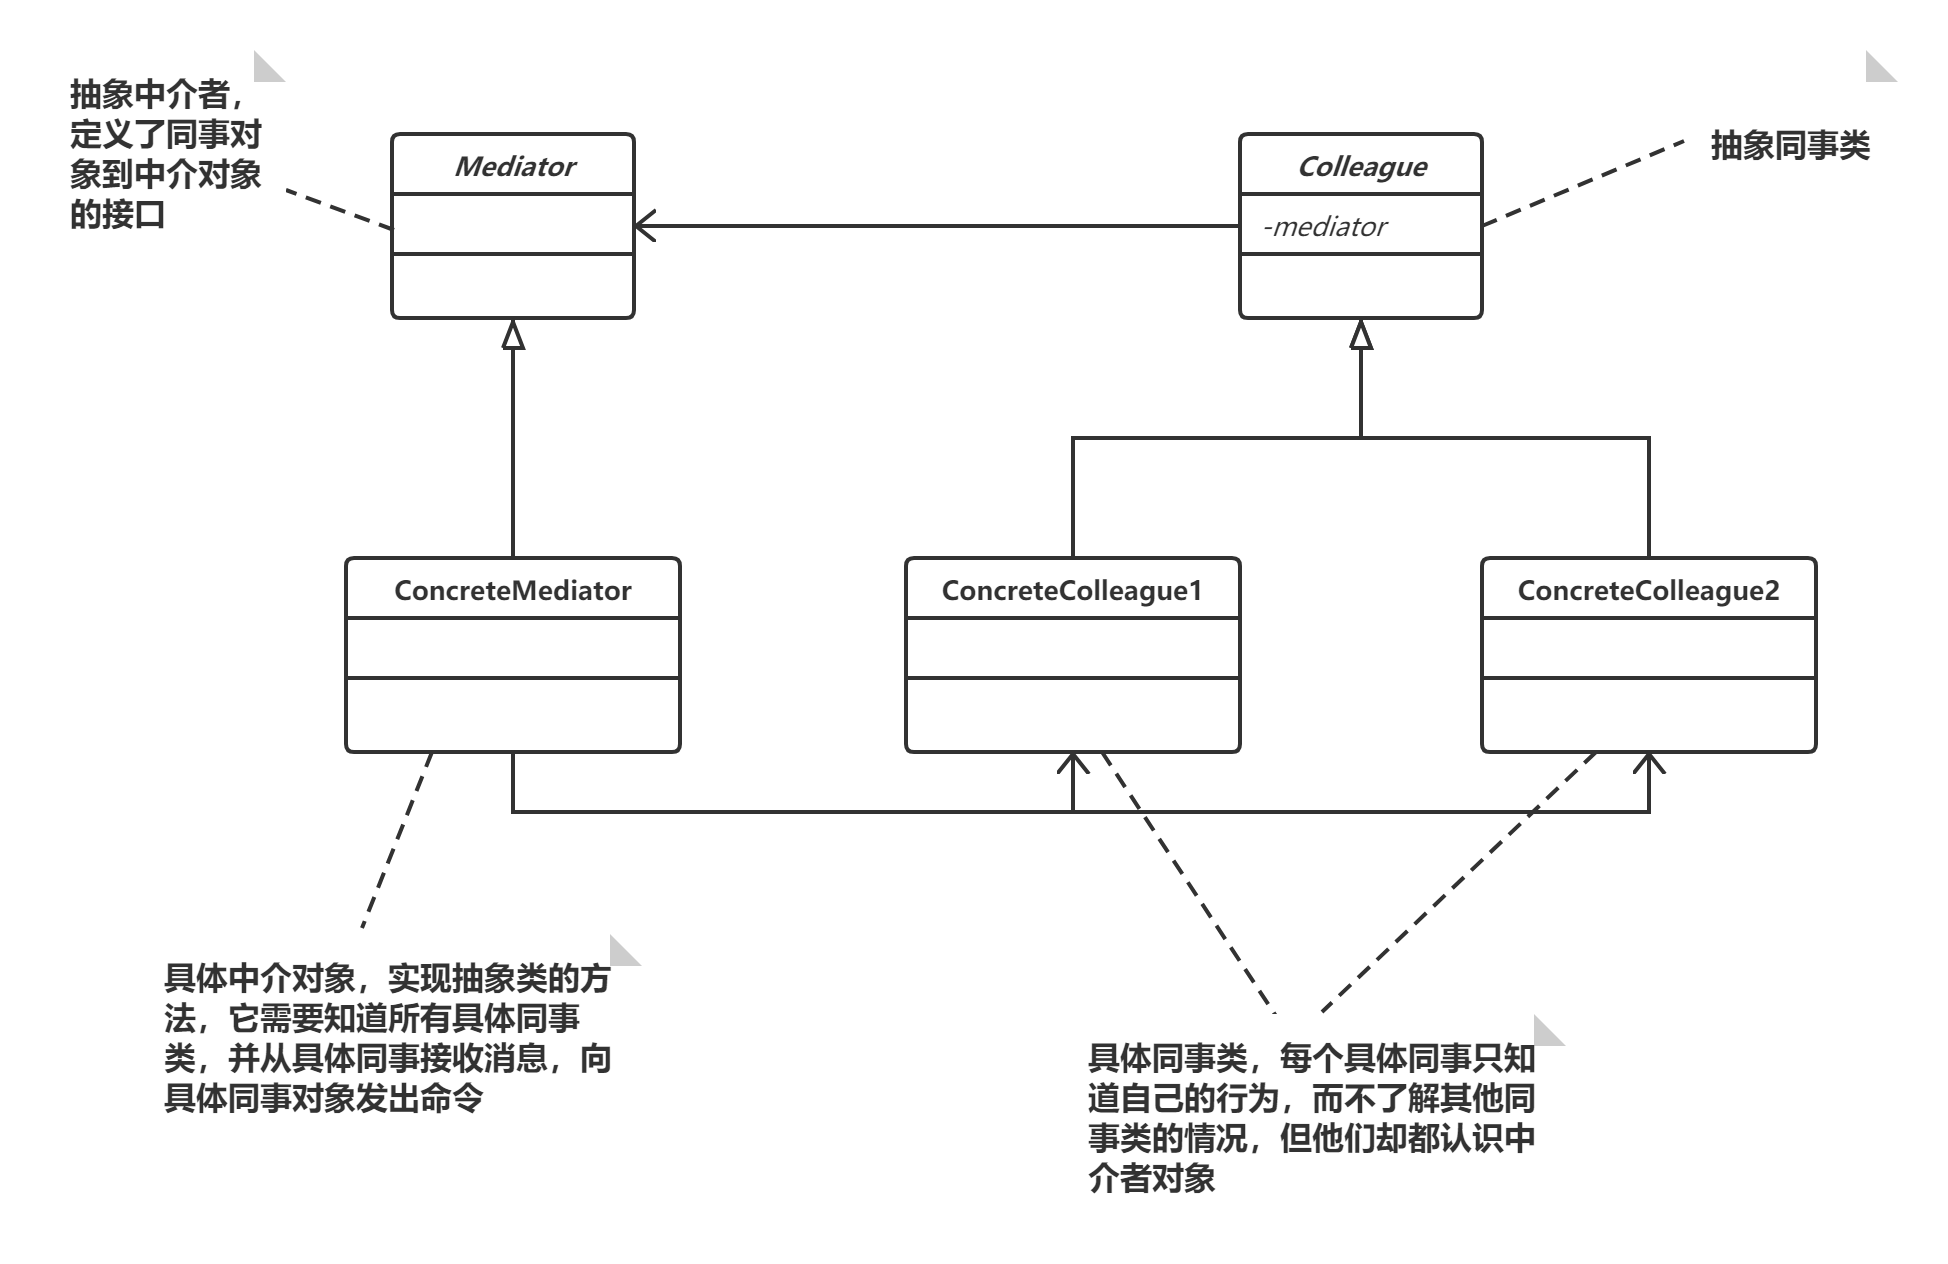 抽象中介者，
定义了同事对
象到中介对象
的接口
Mediator
Colleague
-mediator
抽象同事类
ConcreteMediator
ConcreteColleague1
ConcreteColleague2
具体中介对象，实现抽象类的方
法，它需要知道所有具体同事
类，并从具体同事接收消息，向
具体同事对象发出命令
具体同事类，每个具体同事只知
道自己的行为，而不了解其他同
事类的情况，但他们却都认识中
介者对象